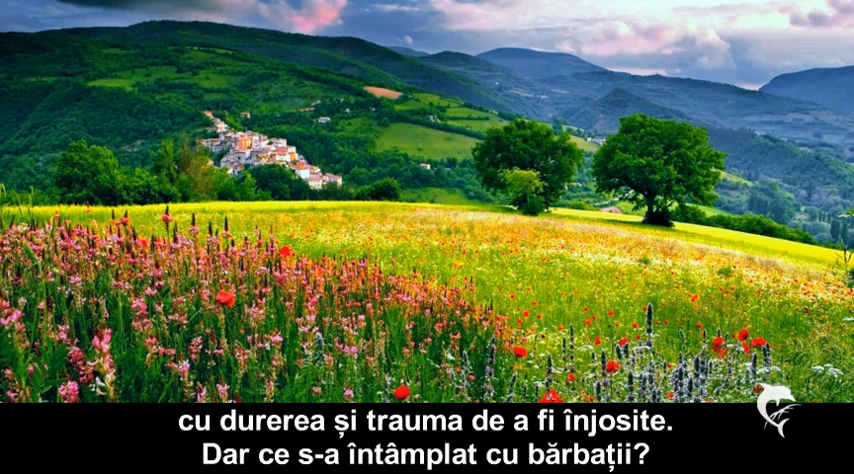 cu durerea și trauma de a fi înjosite.
Dar ce s-a întâmplat cu bărbații?